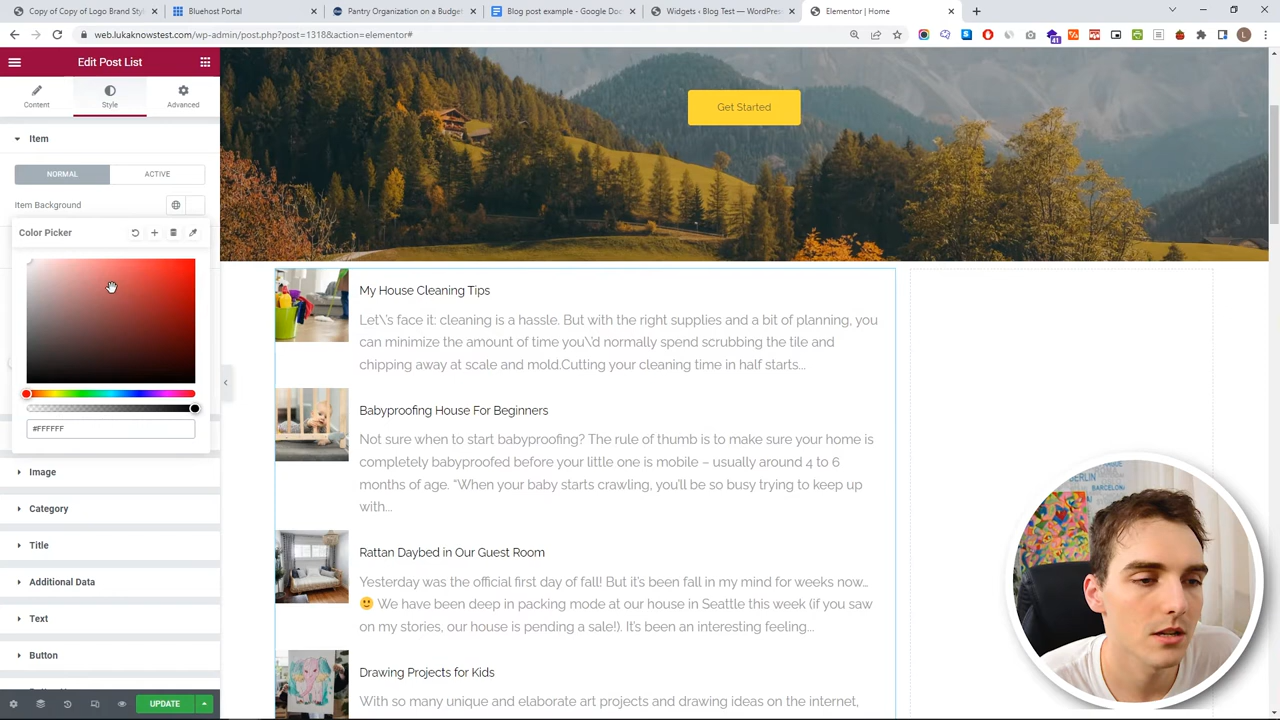 Copy of Copy of Logo Brand Styl
Bluehost Portal
Pantry Organization on a Budget
Blog post example - Google Doc
Widgets ‹ Blog Test — WordPres
Elementor | Home
web.lukaknowstest.com/wp-admin/post.php?post=1318&action=elementor#
41
L
Edit Post List
Content
Style
Advanced
Item
NORMAL
ACTIVE
Item Background
Color Picker
#FFFFFF
Image
Category
Title
Additional Data
Text
Button
UPDATE
Get Started
My House Cleaning Tips
Let\'s face it: cleaning is a hassle. But with the right supplies and a bit of planning, you
can minimize the amount of time you\'d normally spend scrubbing the tile and
chipping away at scale and mold.Cutting your cleaning time in half starts...
Babyproofing House For Beginners
Not sure when to start babyproofing? The rule of thumb is to make sure your home is
completely babyproofed before your little one is mobile – usually around 4 to 6
months of age. “When your baby starts crawling, you’ll be so busy trying to keep up
with...
Rattan Daybed in Our Guest Room
Yesterday was the official first day of fall! But it’s been fall in my mind for weeks now…
🙂 We have been deep in packing mode at our house in Seattle this week (if you saw
on my stories, our house is pending a sale!). It’s been an interesting feeling...
Drawing Projects for Kids
With so many unique and elaborate art projects and drawing ideas on the internet,
BERLIN
BARCELON